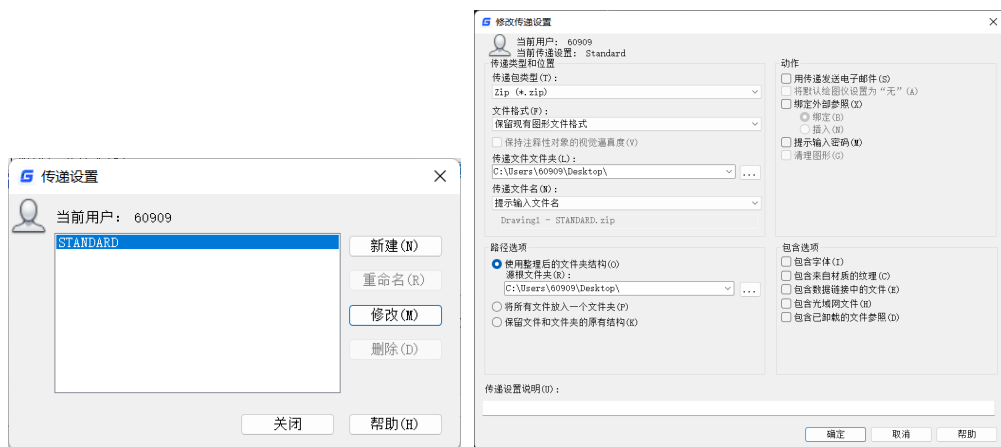 传递设置
当前用户： 60909
STANDARD
新建(N)
重命名(R)
修改(M)
删除(D)
关闭
帮助(H)
修改传递设置
当前用户： 60909
当前传递设置： Standard
传递类型和位置
传递包类型(T)：
Zip (*.zip)
文件格式(F)：
保留现有图形文件格式
保持注释性对象的视觉逼真度(V)
传递文件文件夹(L)：
C:\Users\60909\Desktop\
...
传递文件名(N)：
提示输入文件名
Drawing1 - STANDARD.zip
动作
用传递发送电子邮件(S)
将默认绘图仪设置为“无”(A)
绑定外部参照(X)
绑定(B)
插入(N)
提示输入密码(M)
清理图形(G)
路径选项
使用整理后的文件夹结构(O)
源根文件夹(R)：
C:\Users\60909\Desktop\
...
将所有文件放入一个文件夹(P)
保留文件和文件夹的原有结构(K)
包含选项
包含字体(I)
包含来自材质的纹理(C)
包含数据链接中的文件(E)
包含光域网文件(H)
包含已卸载的文件参照(D)
传递设置说明(U)：
确定
取消
帮助